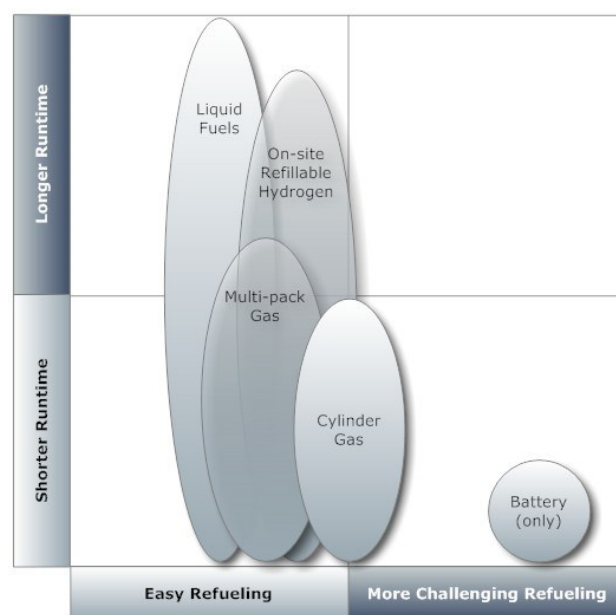 Longer Runtime
Shorter Runtime
Liquid
Fuels
On-site
Refillable
Hydrogen
Multi-pack
Gas
Cylinder
Gas
Battery
(only)
Easy Refueling
More Challenging Refueling